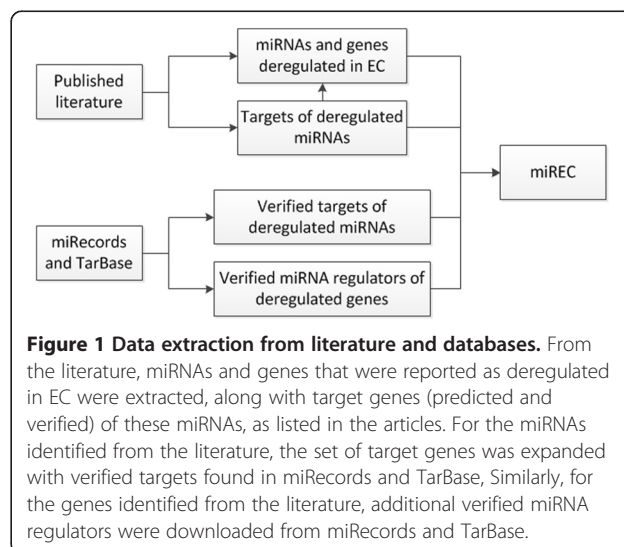 Published
literature
miRNAs and genes
deregulated in EC
Targets of deregulated
miRNAs
miREC
miRecords
and TarBase
Verified targets of
deregulated miRNAs
Verified miRNA regulators of
deregulated genes
Figure 1 Data extraction from literature and databases. From
the literature, miRNAs and genes that were reported as deregulated
in EC were extracted, along with target genes (predicted and
verified) of these miRNAs, as listed in the articles. For the miRNAs
identified from the literature, the set of target genes was expanded
with verified targets found in miRecords and TarBase, Similarly, for
the genes identified from the literature, additional verified miRNA
regulators were downloaded from miRecords and TarBase.